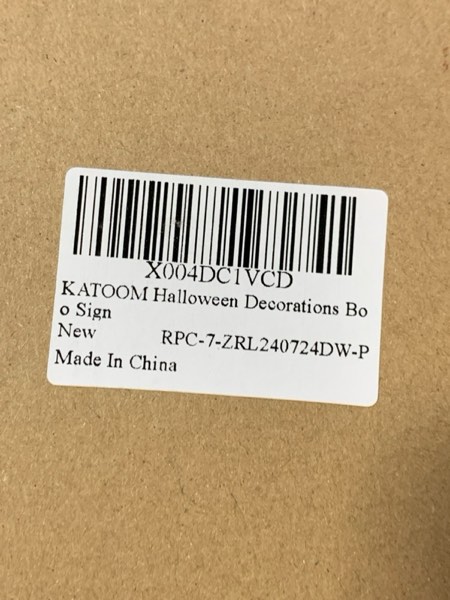 X004DC1VCD
KATOOM Halloween Decorations Bo
o Sign
New RPC-7-ZRL240724DW-P
Made In China